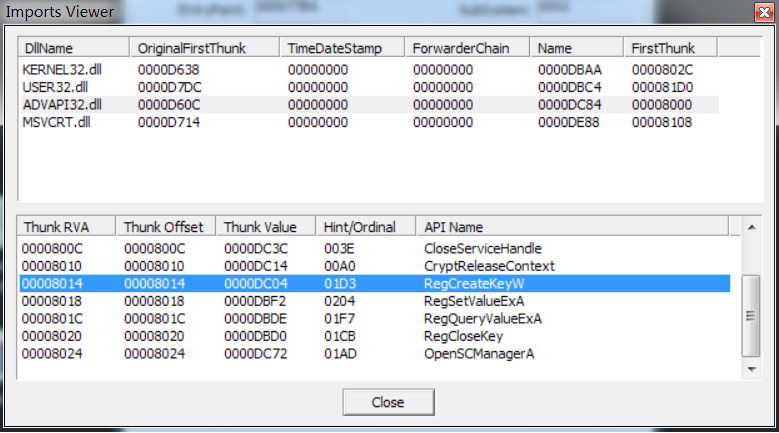 Imports Viewer
DllName OriginalFirstThunk TimeDateStamp ForwarderChain Name FirstThunk
KERNEL32.dll 0000D638 00000000 00000000 0000DBAA 0000802C
USER32.dll 0000D7DC 00000000 00000000 0000DBC4 000081D0
ADVAPI32.dll 0000D60C 00000000 00000000 0000DC84 00008000
MSVCRT.dll 0000D714 00000000 00000000 0000DE88 00008108
Thunk RVA Thunk Offset Thunk Value Hint/Ordinal API Name
0000800C 0000800C 0000DC3C 003E CloseServiceHandle
00008010 00008010 0000DC14 00A0 CryptReleaseContext
00008014 00008014 0000DC04 01D3 RegCreateKeyW
00008018 00008018 0000DBF2 0204 RegSetValueExA
0000801C 0000801C 0000DBDE 01F7 RegQueryValueExA
00008020 00008020 0000DBD0 01CB RegCloseKey
00008024 00008024 0000DC72 01AD OpenSCManagerA
Close